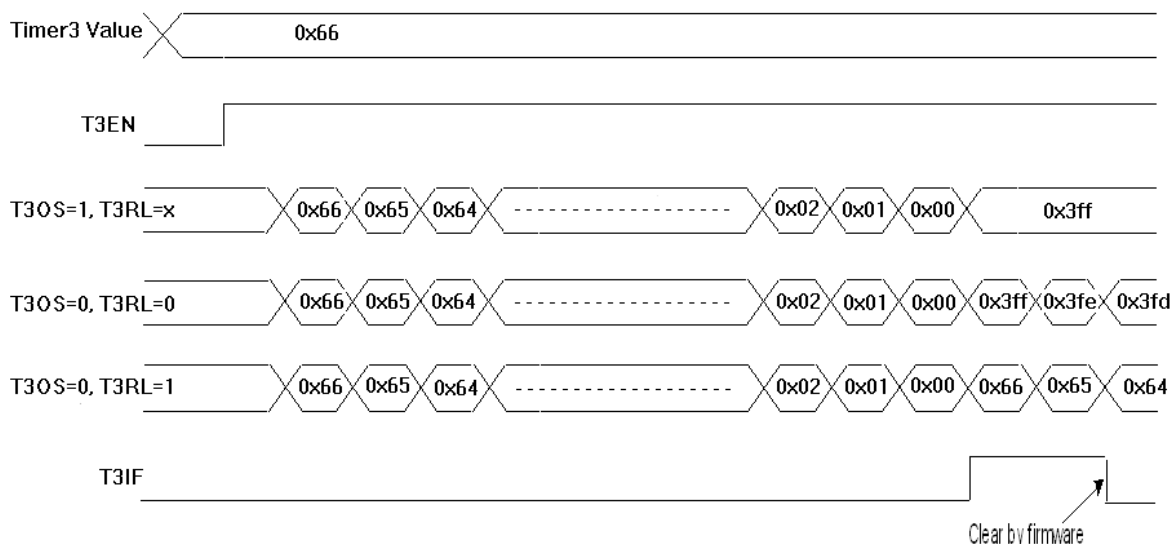 Timer3 Value 0x66
T3EN
T3OS=1, T3RL=x 0x66 0x65 0x64 0x02 0x01 0x00 0x3ff
T3OS=0, T3RL=0 0x66 0x65 0x64 0x02 0x01 0x00 0x3ff 0x3fe 0x3fd
T3OS=0, T3RL=1 0x66 0x65 0x64 0x02 0x01 0x00 0x66 0x65 0x64
T3IF
Clear by firmware